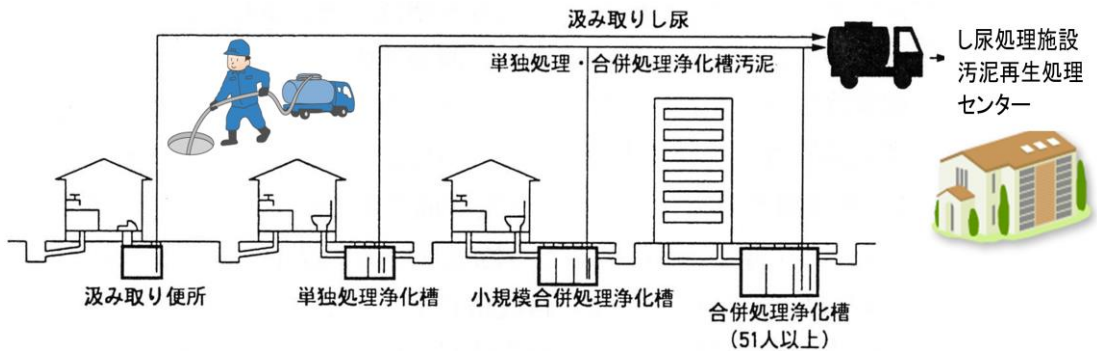 汲み取りし尿
単独処理・合併処理浄化槽汚泥
し尿処理施設
汚泥再生処理
センター
汲み取り便所
単独処理浄化槽
小規模合併処理浄化槽
合併処理浄化槽
(51人以上)